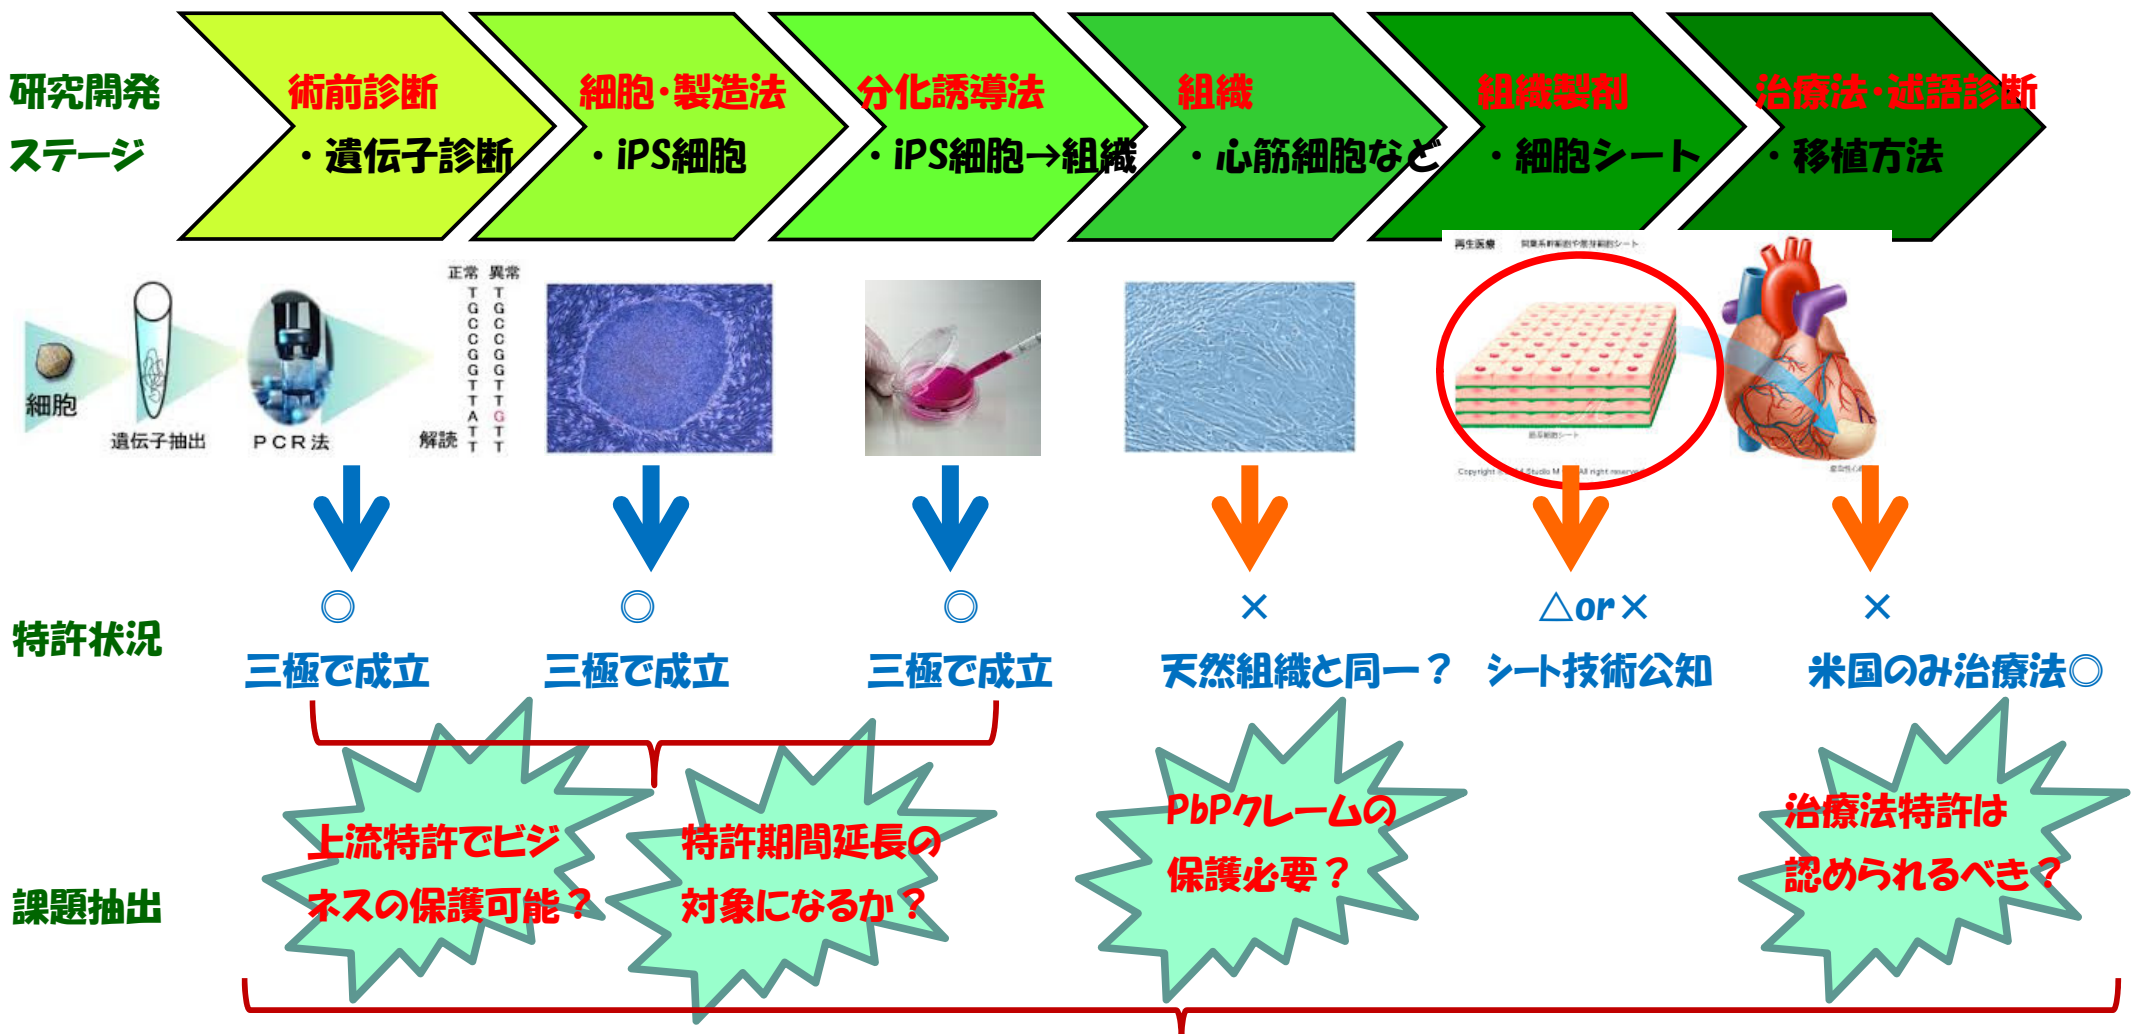 研究開発
ステージ
術前診断
・遺伝子診断
細胞・製造法
・iPS細胞
分化誘導法
・iPS細胞→組織
組織
・心筋細胞など
組織製剤
・細胞シート
治療法・述語診断
・移植方法
細胞
遺伝子抽出
PCR法
解読
正常 異常
T T
G G
C C
C C
G G
G G
T T
T T
A G
T T
T T
再生医療
特許状況
◎
三極で成立
◎
三極で成立
◎
三極で成立
×
天然組織と同一？
△or×
シート技術公知
×
米国のみ治療法◎
課題抽出
上流特許でビジ
ネスの保護可能？
特許期間延長の
対象になるか？
PbPクレームの
保護必要？
治療法特許は
認められるべき？